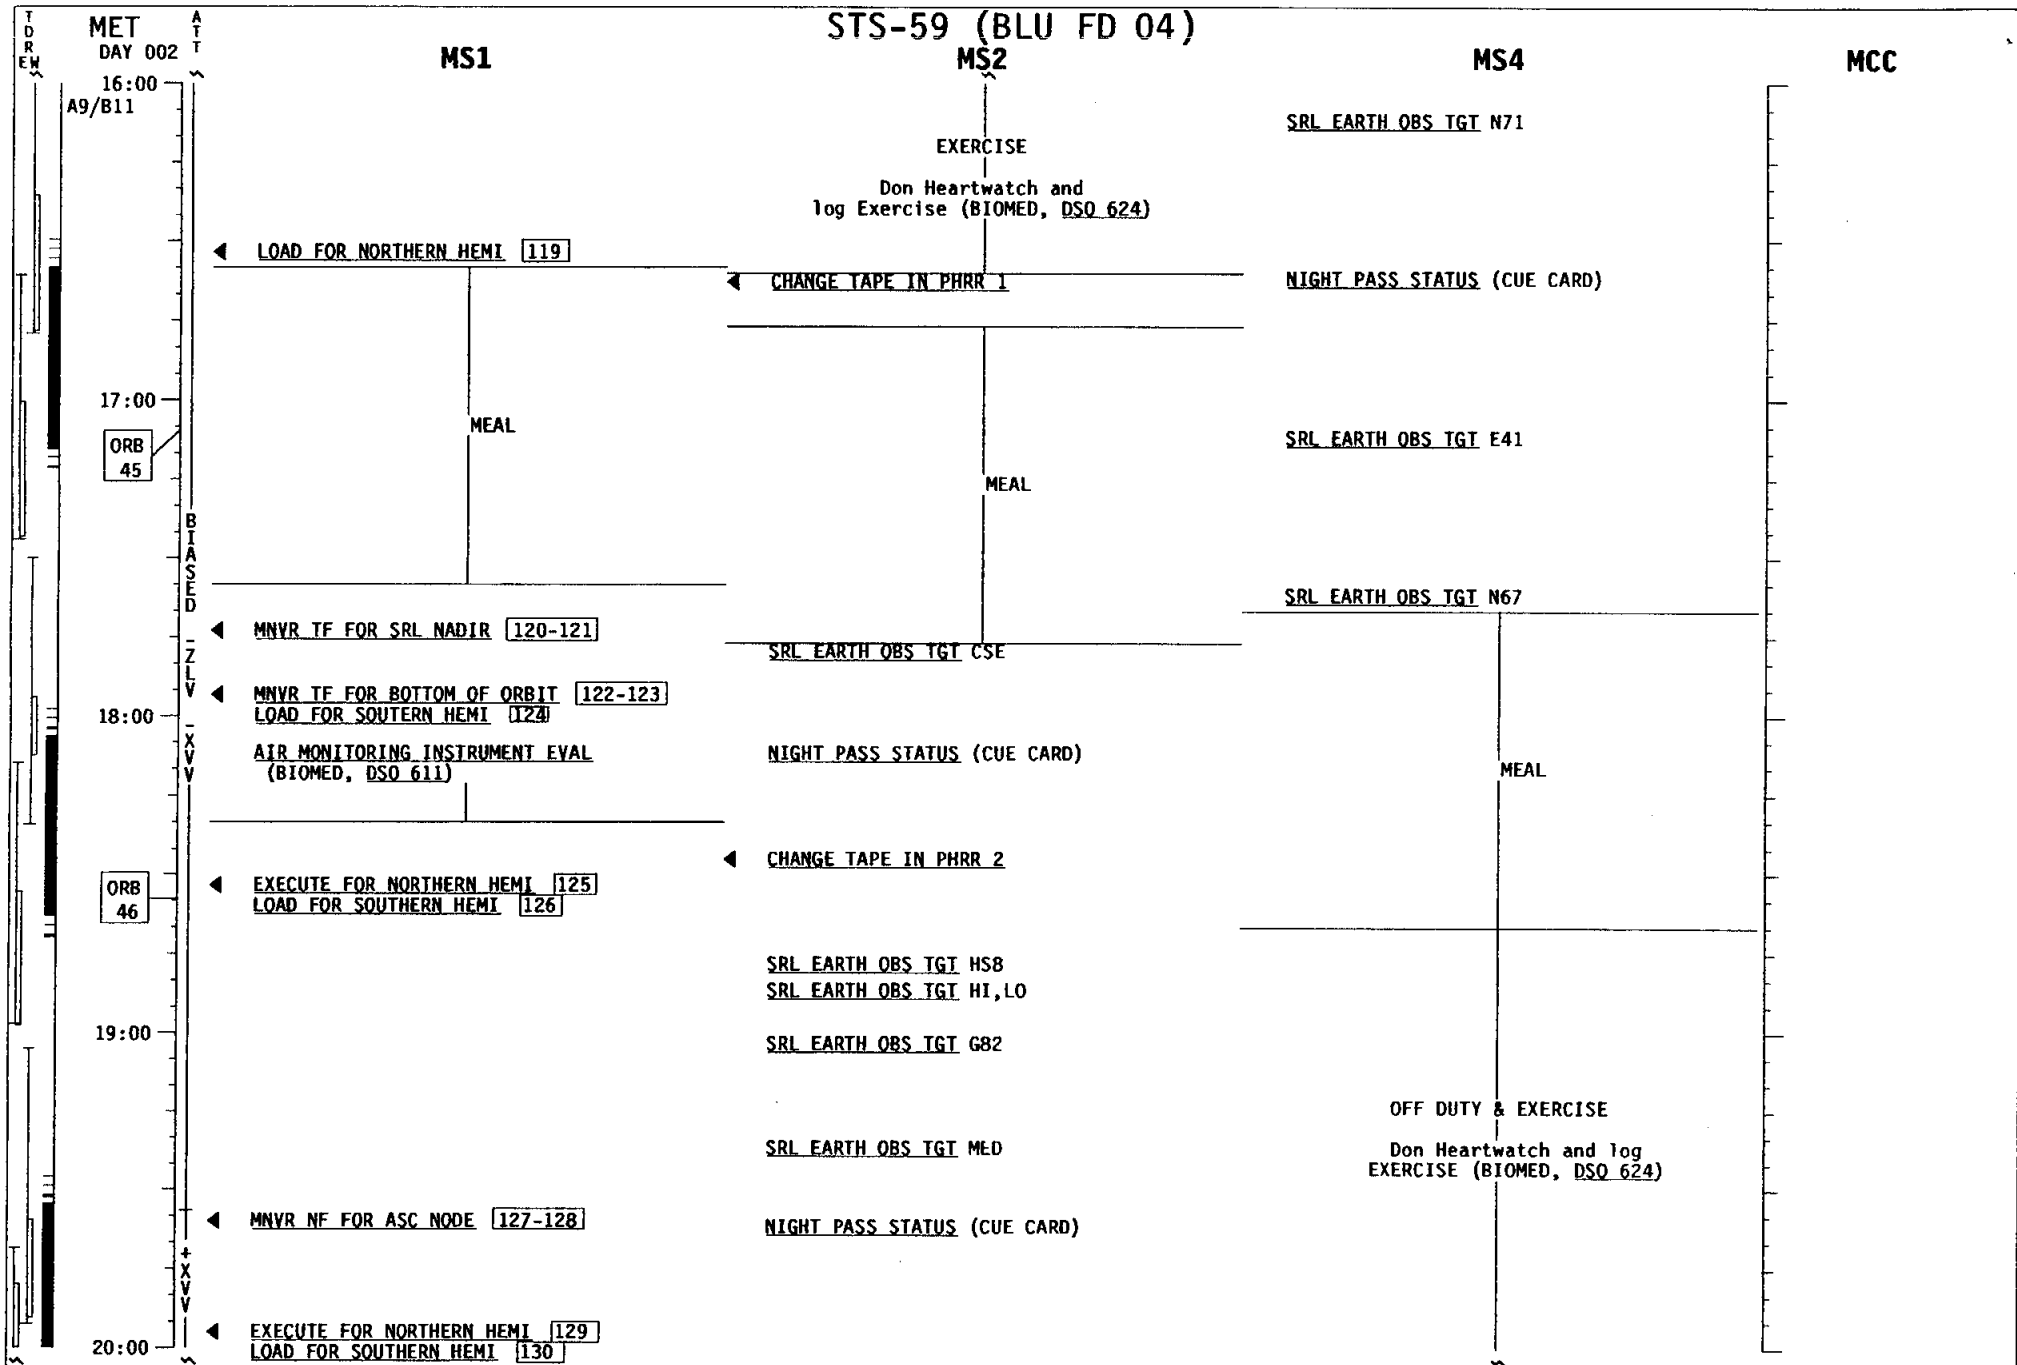 STS-59 (BLU FD 04)
TDRE W
MET
DAY 002
ATT
MS1
MS2
MS4
MCC
16:00
A9/B11
SRL EARTH OBS TGT N71
EXERCISE
Don Heartwatch and
log Exercise (BIOMED, DSO 624)
LOAD FOR NORTHERN HEMI 119
CHANGE TAPE IN PHRR 1
NIGHT PASS STATUS (CUE CARD)
17:00
MEAL
ORB
45
SRL EARTH OBS TGT E41
MEAL
BIASED
SRL EARTH OBS TGT N67
MNVR TF FOR SRL NADIR 120-121
SRL EARTH OBS TGT CSE
-ZLV
MNVR TF FOR BOTTOM OF ORBIT 122-123
18:00
LOAD FOR SOUTERN HEMI 124
-XVV
AIR MONITORING INSTRUMENT EVAL
(BIOMED, DSO 611)
NIGHT PASS STATUS (CUE CARD)
MEAL
CHANGE TAPE IN PHRR 2
ORB
46
EXECUTE FOR NORTHERN HEMI 125
LOAD FOR SOUTHERN HEMI 126
SRL EARTH OBS TGT HS8
SRL EARTH OBS TGT HI,LO
19:00
SRL EARTH OBS TGT G82
OFF DUTY & EXERCISE
SRL EARTH OBS TGT MED
Don Heartwatch and log
EXERCISE (BIOMED, DSO 624)
MNVR NF FOR ASC NODE 127-128
NIGHT PASS STATUS (CUE CARD)
+XVV
EXECUTE FOR NORTHERN HEMI 129
20:00
LOAD FOR SOUTHERN HEMI 130